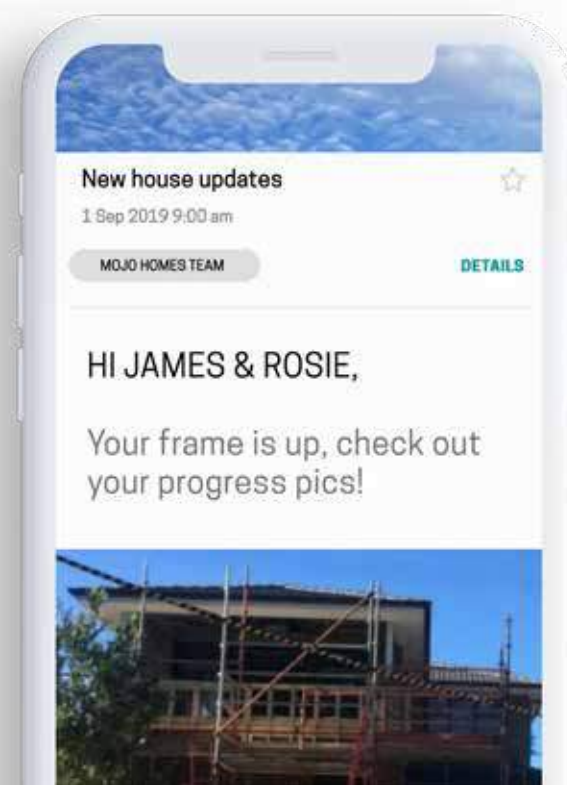 New house updates
1 Sep 2019 9:00 am
MOJO HOMES TEAM
DETAILS
HI JAMES & ROSIE,
Your frame is up, check out
your progress pics!